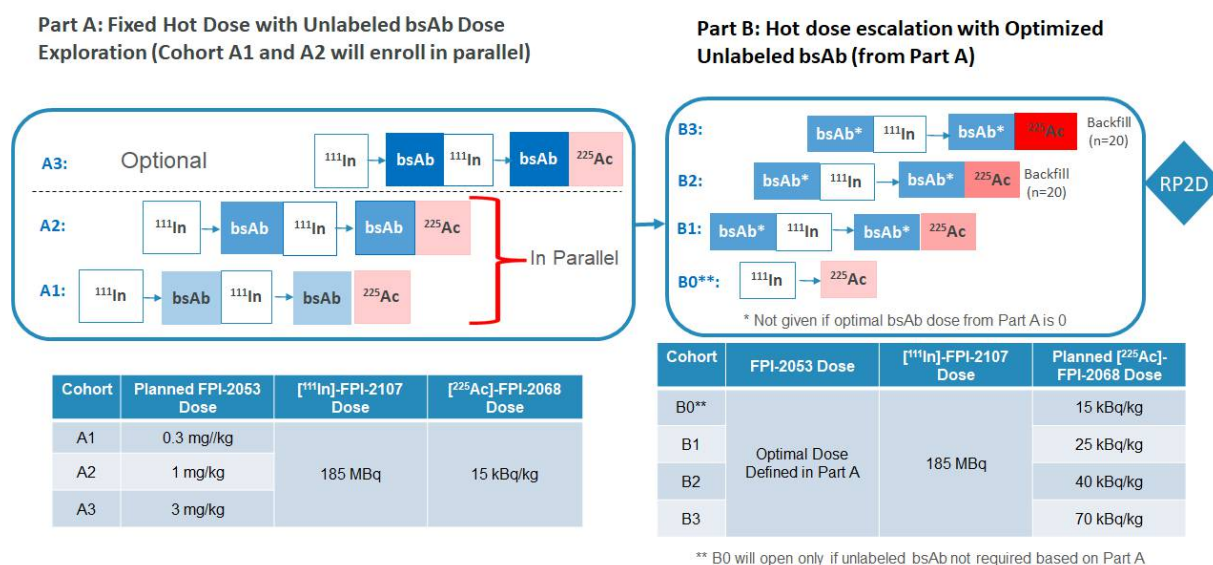 Part A: Fixed Hot Dose with Unlabeled bsAb Dose
Exploration (Cohort A1 and A2 will enroll in parallel)
A3: Optional ¹¹¹In bsAb ¹¹¹In bsAb ²²⁵Ac
A2: ¹¹¹In bsAb ¹¹¹In bsAb ²²⁵Ac
In Parallel
A1: ¹¹¹In bsAb ¹¹¹In bsAb ²²⁵Ac
Cohort Planned FPI-2053 Dose [¹¹¹In]-FPI-2107 Dose [²²⁵Ac]-FPI-2068 Dose
A1 0.3 mg//kg
A2 1 mg/kg 185 MBq 15 kBq/kg
A3 3 mg/kg
Part B: Hot dose escalation with Optimized
Unlabeled bsAb (from Part A)
B3: bsAb* ¹¹¹In bsAb* ²²⁵Ac Backfill (n=20)
B2: bsAb* ¹¹¹In bsAb* ²²⁵Ac Backfill (n=20)
B1: bsAb* ¹¹¹In bsAb* ²²⁵Ac
B0**: ¹¹¹In ²²⁵Ac
* Not given if optimal bsAb dose from Part A is 0
RP2D
Cohort FPI-2053 Dose [¹¹¹In]-FPI-2107 Dose Planned [²²⁵Ac]-FPI-2068 Dose
B0** 15 kBq/kg
B1 Optimal Dose Defined in Part A 185 MBq 25 kBq/kg
B2 40 kBq/kg
B3 70 kBq/kg
** B0 will open only if unlabeled bsAb not required based on Part A